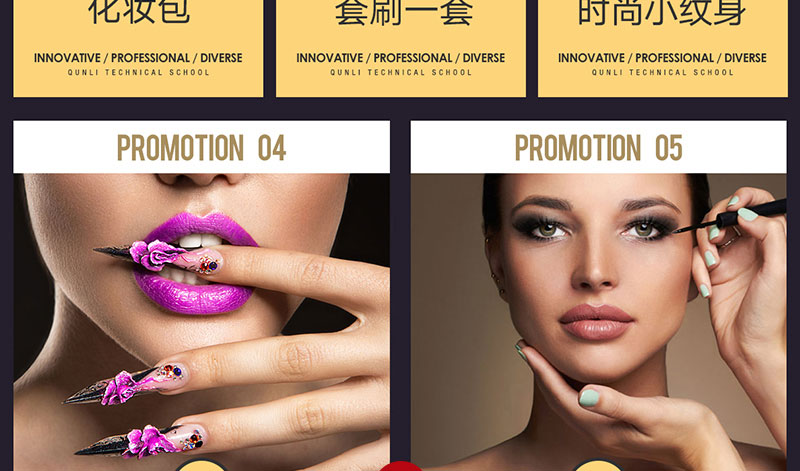 化妆包
套刷一套
时尚小纹身
INNOVATIVE / PROFESSIONAL / DIVERSE
QUNLI TECHNICAL SCHOOL
INNOVATIVE / PROFESSIONAL / DIVERSE
QUNLI TECHNICAL SCHOOL
INNOVATIVE / PROFESSIONAL / DIVERSE
QUNLI TECHNICAL SCHOOL
PROMOTION 04
PROMOTION 05